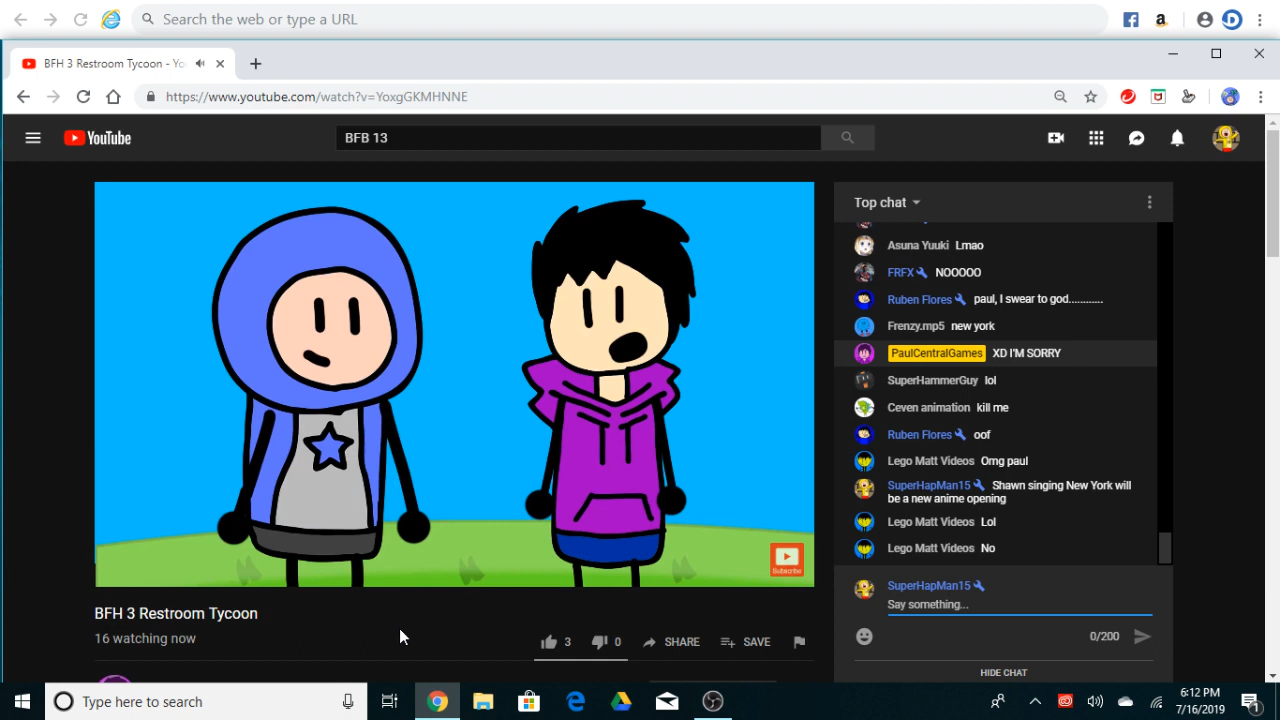 Search the web or type a URL
BFH 3 Restroom Tycoon - Yo
https://www.youtube.com/watch?v=YoxgGKMHNNE
YouTube
BFB 13
Top chat
Asuna Yuuki Lmao
FRFX NOOOOO
Ruben Flores paul, I swear to god............
Frenzy.mp5 new york
PaulCentralGames XD I'M SORRY
SuperHammerGuy lol
Ceven animation kill me
Ruben Flores oof
Lego Matt Videos Omg paul
SuperHapMan15 Shawn singing New York will
be a new anime opening
Lego Matt Videos Lol
Lego Matt Videos No
Subscribe
SuperHapMan15
Say something...
BFH 3 Restroom Tycoon
16 watching now
3 0 SHARE SAVE
0/200
HIDE CHAT
Type here to search
6:12 PM
7/16/2019